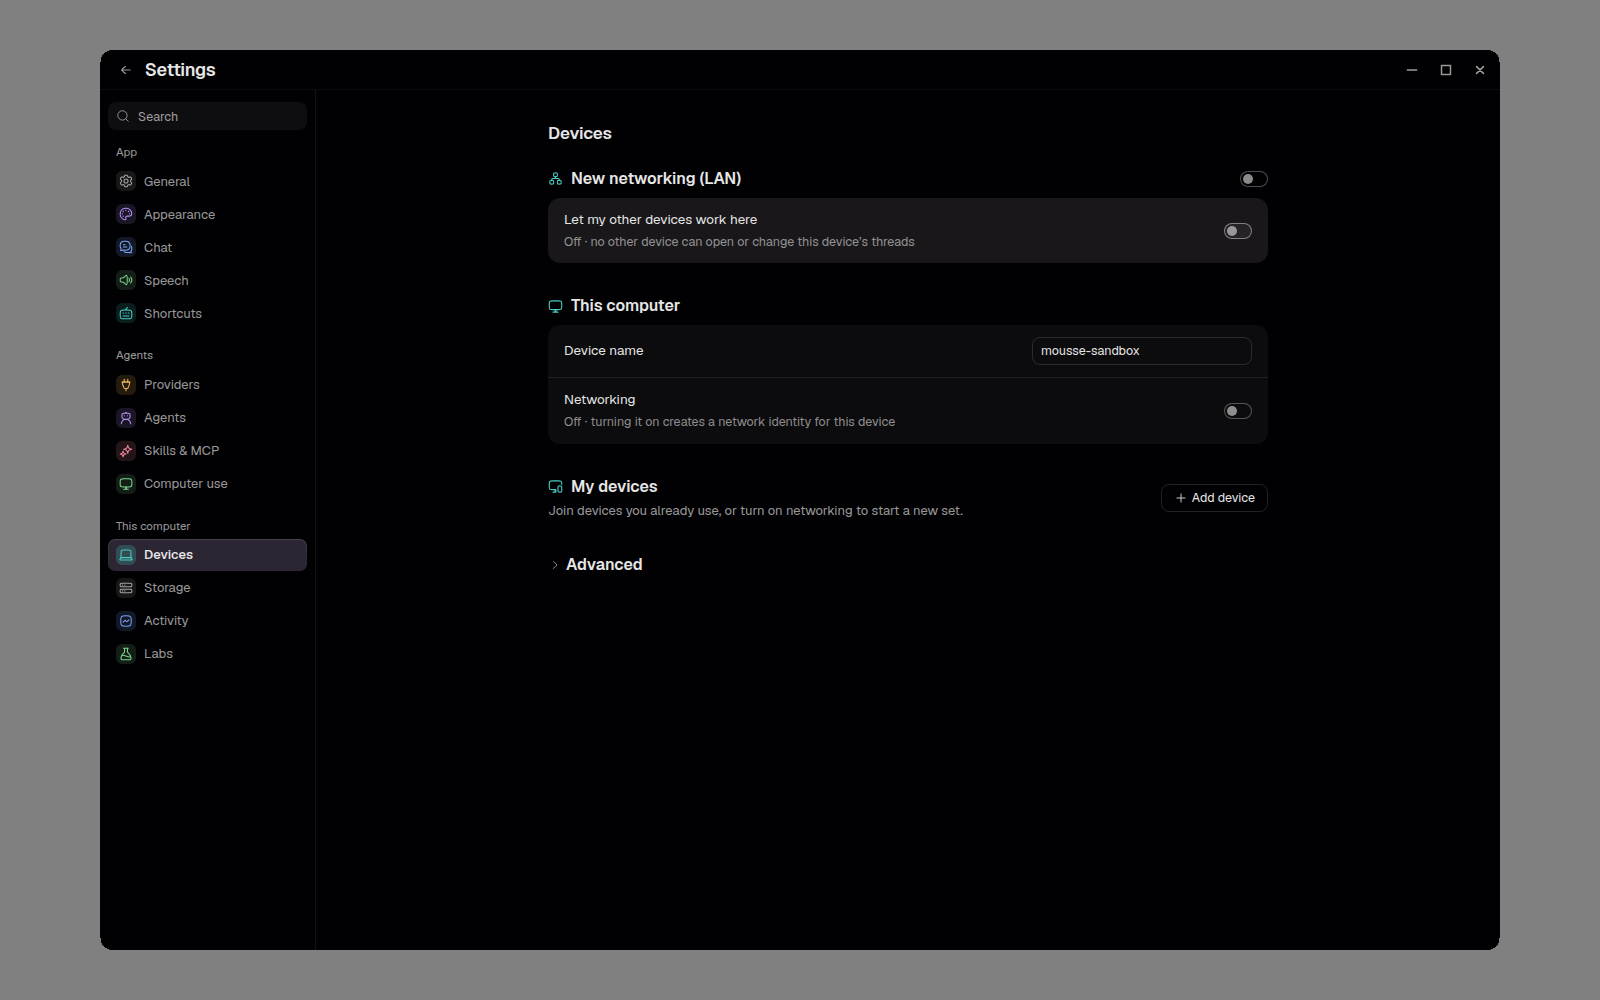 Settings
Search
App
General
Appearance
Chat
Speech
Shortcuts
Agents
Providers
Agents
Skills & MCP
Computer use
This computer
Devices
Storage
Activity
Labs
Devices
New networking (LAN)
Let my other devices work here
Off · no other device can open or change this device's threads
This computer
Device name
mousse-sandbox
Networking
Off · turning it on creates a network identity for this device
My devices
Join devices you already use, or turn on networking to start a new set.
Add device
Advanced